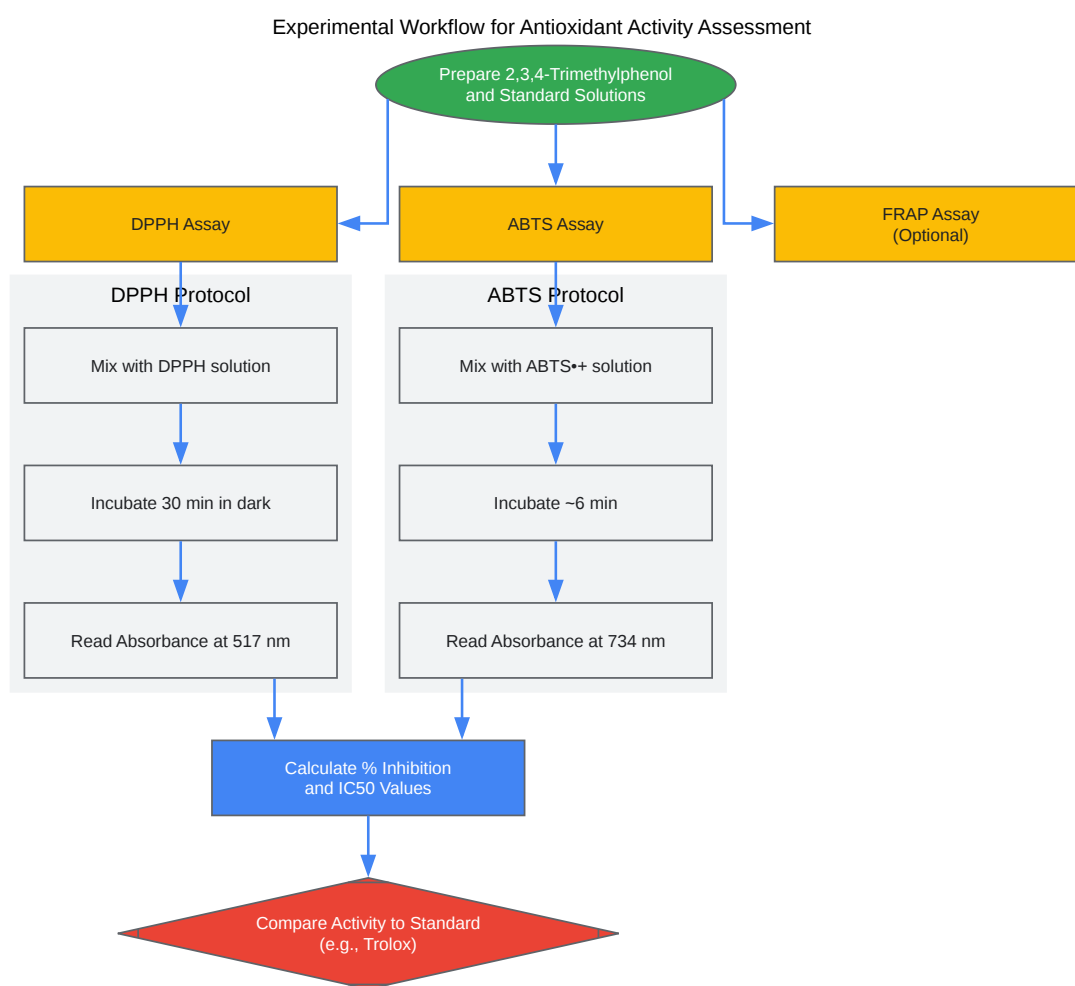 Experimental Workflow for Antioxidant Activity Assessment
Prepare 2,3,4-Trimethylphenol
and Standard Solutions
DPPH Assay
ABTS Assay
FRAP Assay
(Optional)
DPPH Protocol
ABTS Protocol
Mix with DPPH solution
Mix with ABTS•+ solution
Incubate 30 min in dark
Incubate ~6 min
Read Absorbance at 517 nm
Read Absorbance at 734 nm
Calculate % Inhibition
and IC50 Values
Compare Activity to Standard
(e.g., Trolox)